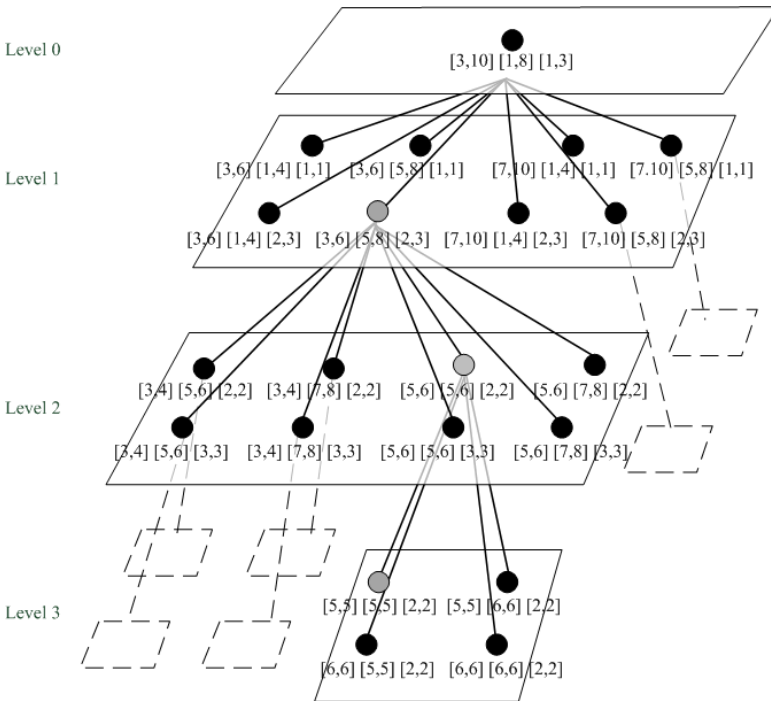 Level 0
[3,10] [1,8] [1,3]
Level 1
[3,6] [1,4] [1,1] [3,6] [5,8] [1,1] [7,10] [1,4] [1,1] [7.10] [5,8] [1,1]
[3,6] [1,4] [2,3] [3,6] [5,8] [2,3] [7,10] [1,4] [2,3] [7,10] [5,8] [2,3]
Level 2
[3,4] [5,6] [2,2] [3,4] [7,8] [2,2] [5,6] [5,6] [2,2] [5.6] [7,8] [2,2]
[3,4] [5,6] [3,3] [3,4] [7,8] [3,3] [5,6] [5,6] [3,3] [5,6] [7,8] [3,3]
Level 3
[5,5] [5,5] [2,2] [5,5] [6,6] [2,2]
[6,6] [5,5] [2,2] [6,6] [6,6] [2,2]